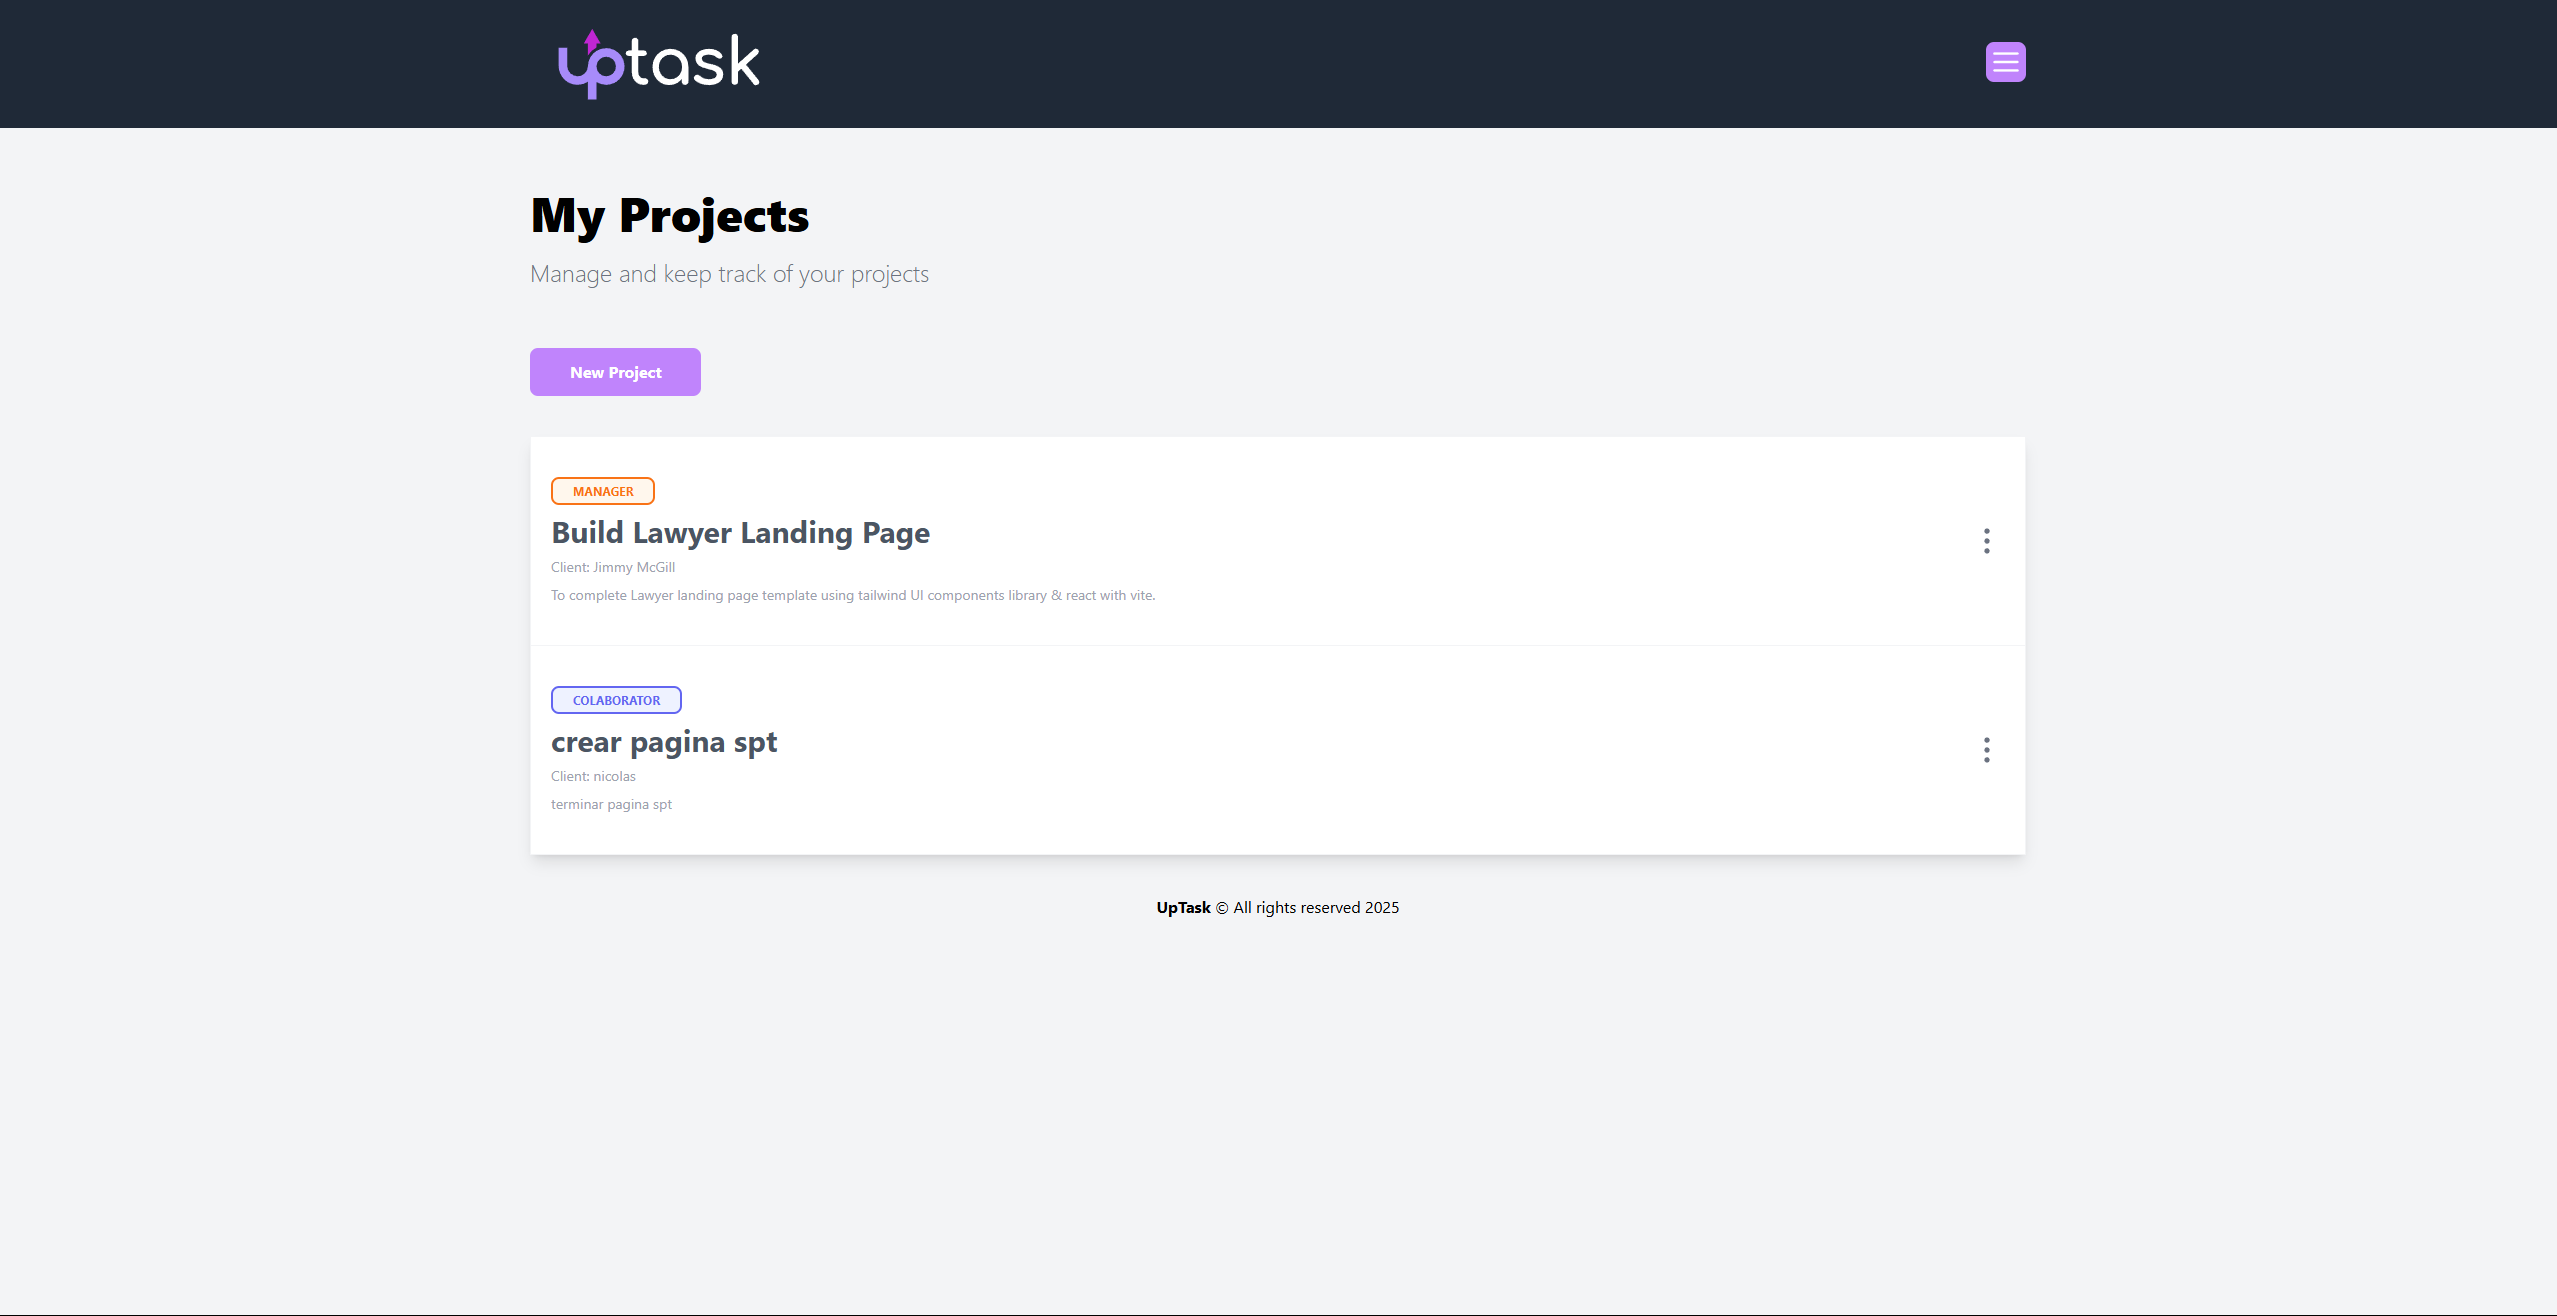 uptask
My Projects
Manage and keep track of your projects
New Project
MANAGER
Build Lawyer Landing Page
Client: Jimmy McGill
To complete Lawyer landing page template using tailwind UI components library & react with vite.
COLABORATOR
crear pagina spt
Client: nicolas
terminar pagina spt
UpTask © All rights reserved 2025